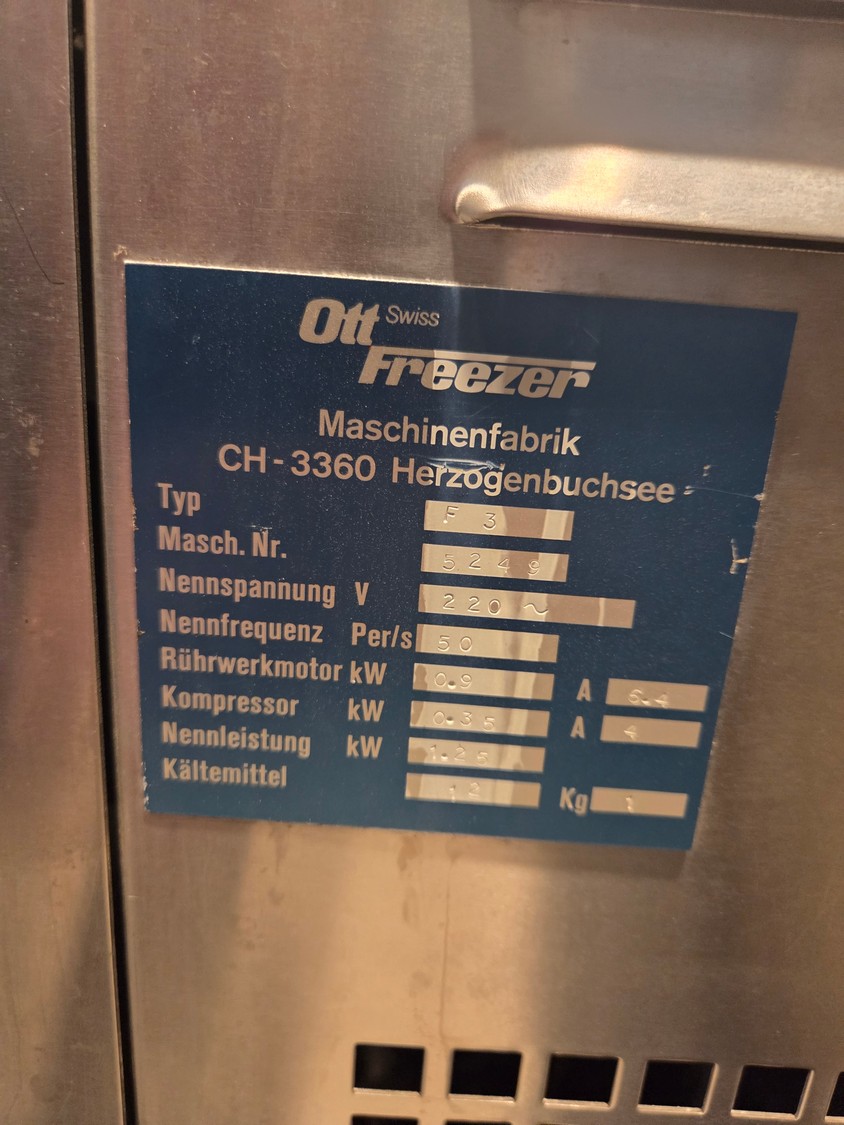 Ott Swiss
Freezer
Maschinenfabrik
CH-3360 Herzogenbuchsee
Typ F 3
Masch. Nr. 5249
Nennspannung V 220 ~
Nennfrequenz Per/s 50
Rührwerkmotor kW 0.9 A 6.4
Kompressor kW 0.35 A 4
Nennleistung kW 1.25
Kältemittel 12 Kg 1